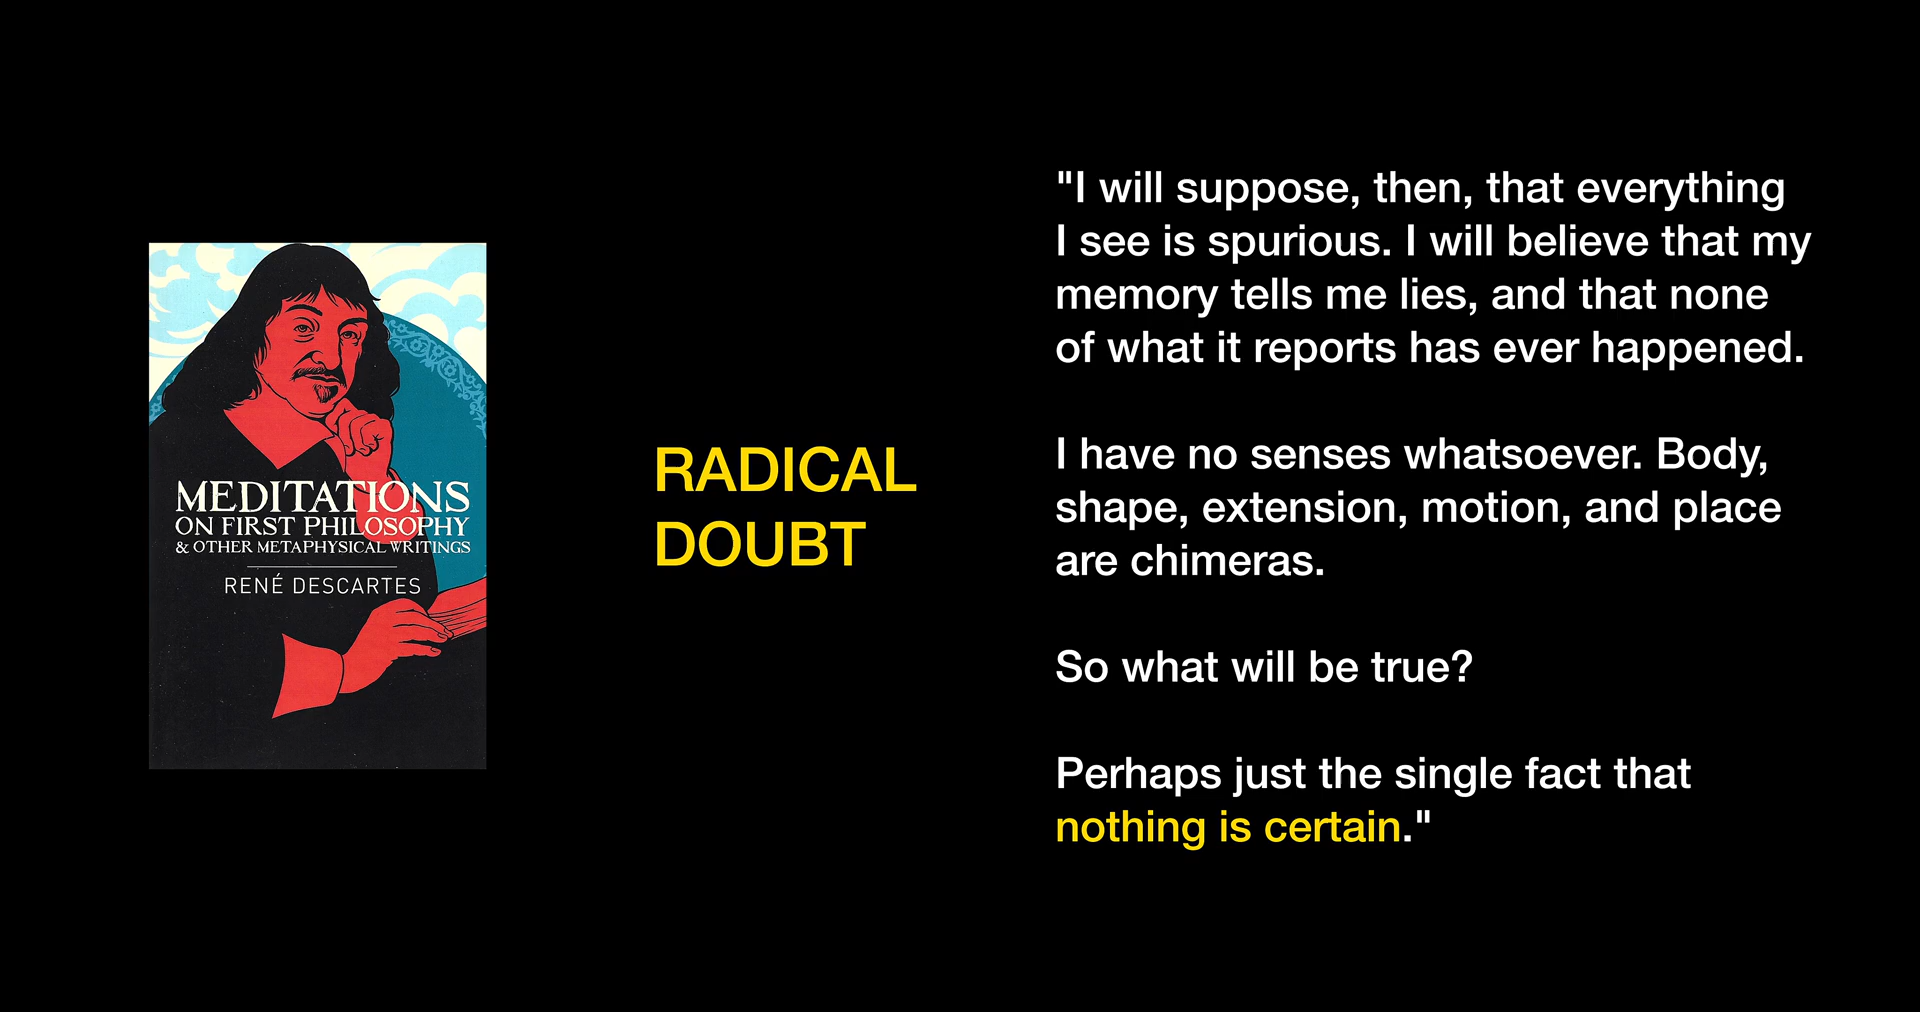 MEDITATIONS
ON FIRST PHILOSOPHY
& OTHER METAPHYSICAL WRITINGS
RENÉ DESCARTES
RADICAL
DOUBT
"I will suppose, then, that everything
I see is spurious. I will believe that my
memory tells me lies, and that none
of what it reports has ever happened.
I have no senses whatsoever. Body,
shape, extension, motion, and place
are chimeras.
So what will be true?
Perhaps just the single fact that
nothing is certain."